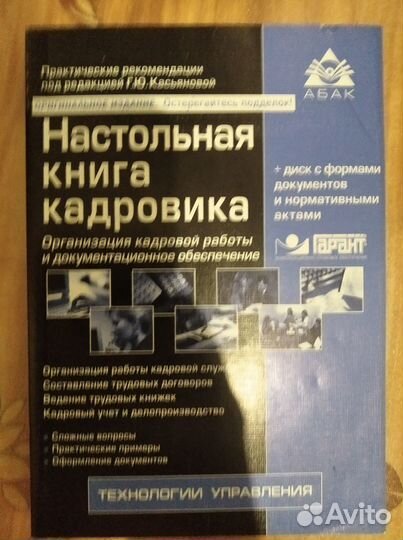 Практические рекомендации
под редакцией Г.Ю.Касьяновой
ОРИГИНАЛЬНОЕ ИЗДАНИЕ. Остерегайтесь подделок!
АБАК
Настольная
книга
кадровика
Организация кадровой работы
и документационное обеспечение
+ диск с формами
документов
и нормативными
актами
ГАРАНТ
Организация работы кадровой служ
Составление трудовых договоров
Ведение трудовых книжек
Кадровый учет и делопроизводство
Сложные вопросы
Практические примеры
Оформление документов
ТЕХНОЛОГИИ УПРАВЛЕНИЯ
Avito